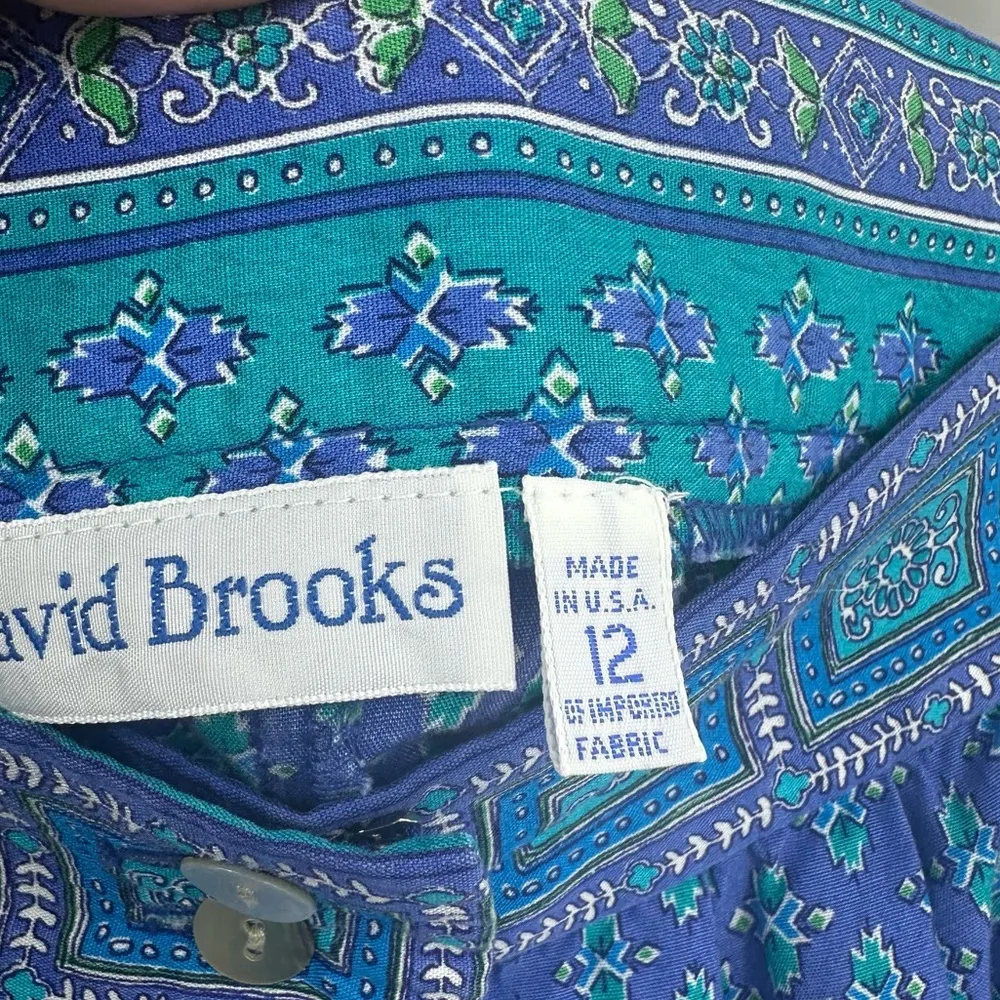 avid Brooks
MADE
IN U.S.A.
12
OF IMPORTED
FABRIC